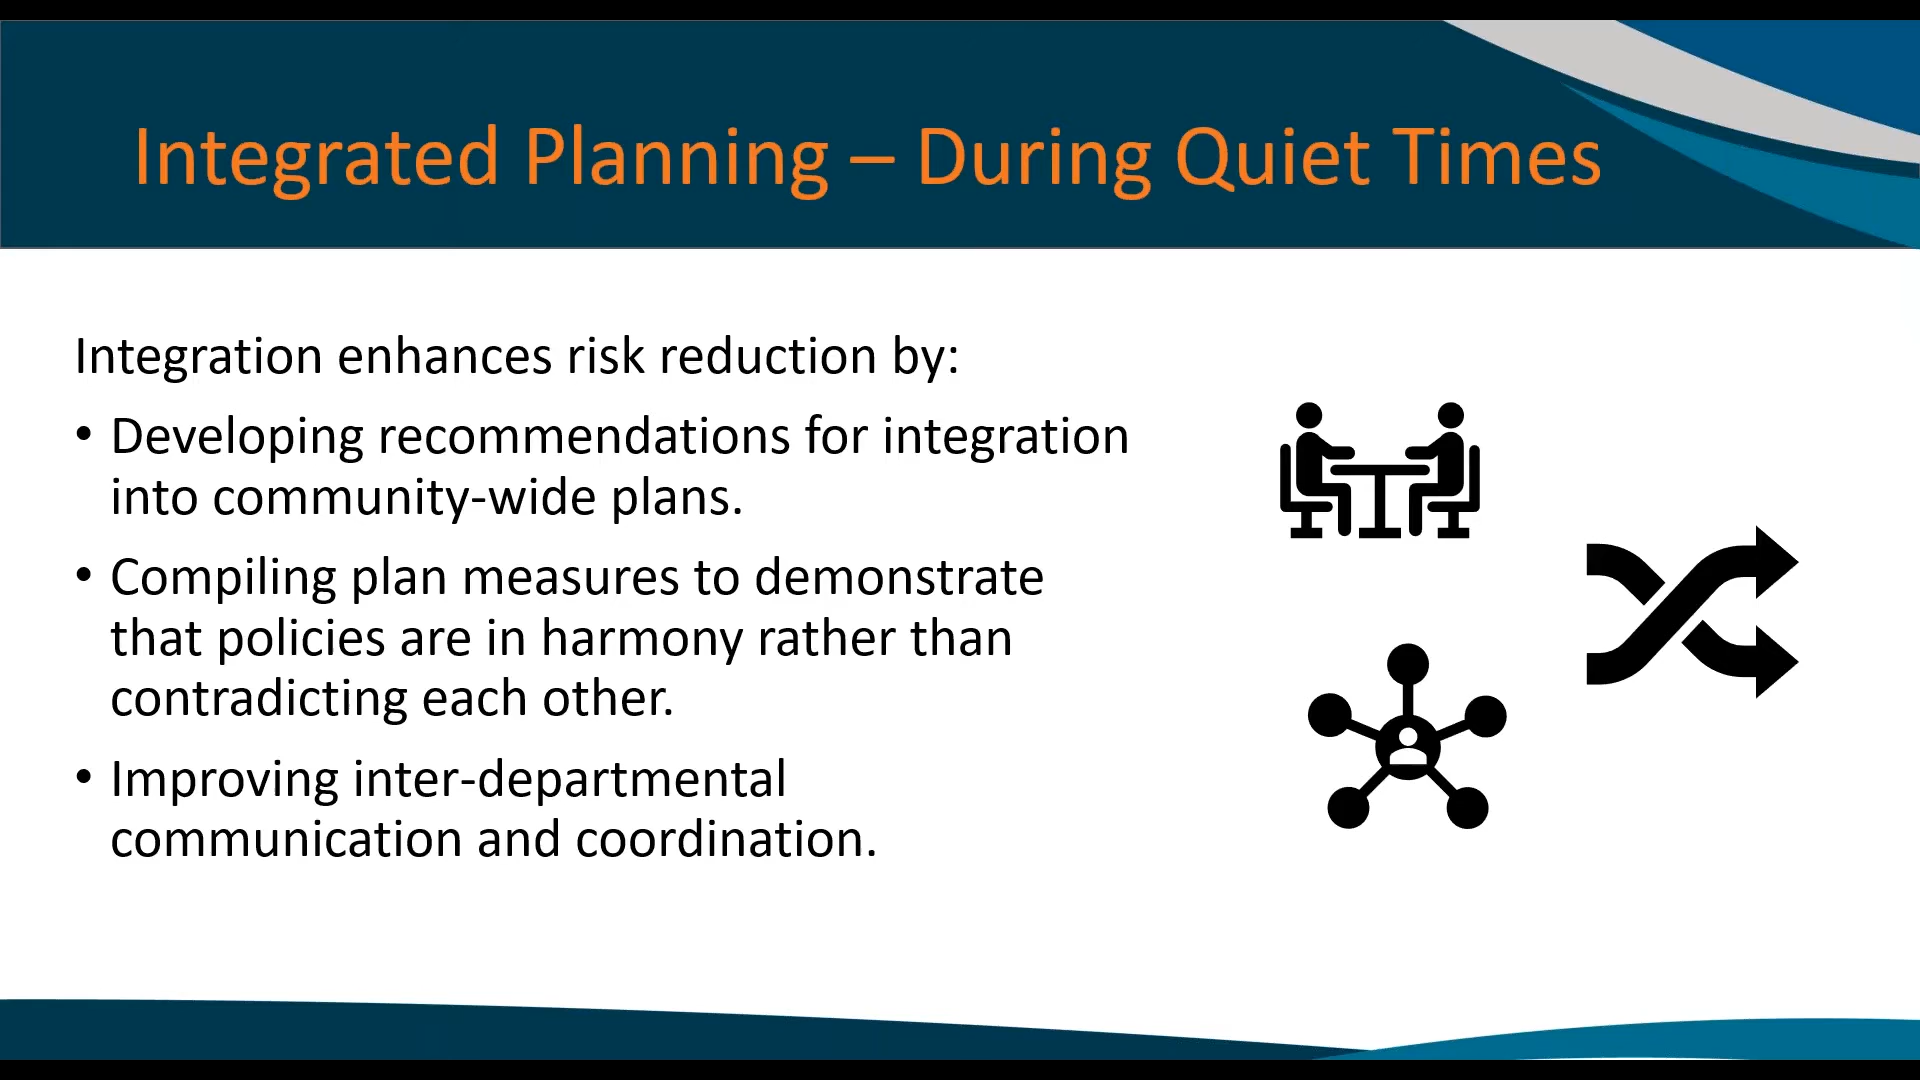 Integrated Planning – During Quiet Times
Integration enhances risk reduction by:
• Developing recommendations for integration
into community-wide plans.
• Compiling plan measures to demonstrate
that policies are in harmony rather than
contradicting each other.
• Improving inter-departmental
communication and coordination.